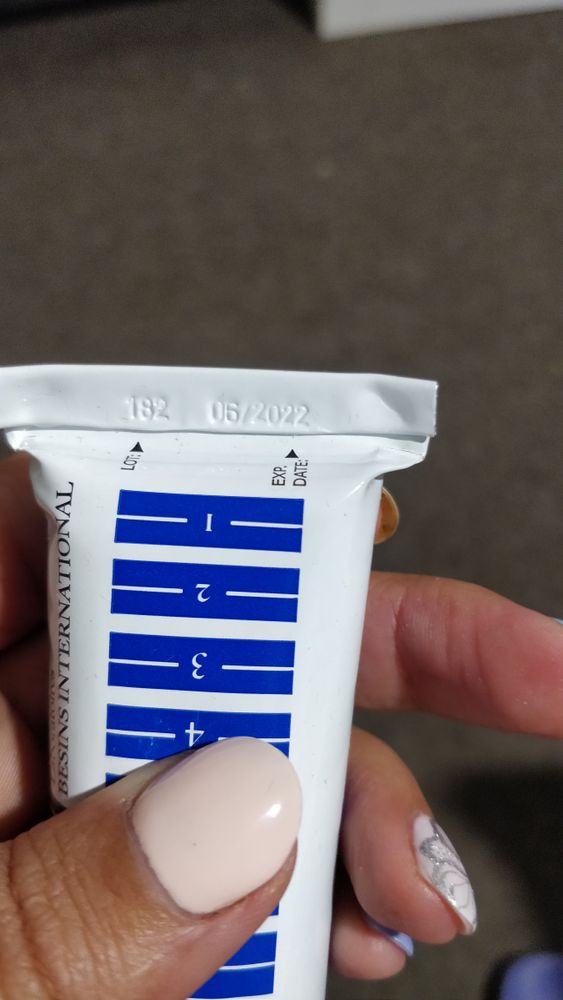 182 06/2022
LOT:
EXP.
DATE:
1
2
3
4
BESINS INTERNATIONAL